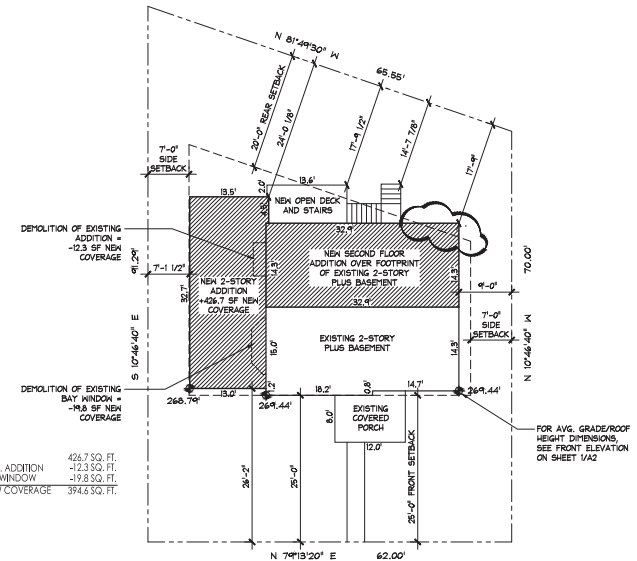 N 81°49'30" W
65.55'
20'-0" REAR SETBACK
24'-0 1/8"
17'-9 1/2"
14'-7 7/8"
17'-9"
7'-0"
SIDE
SETBACK
13.5'
2.0'
4.5'
13.6'
NEW OPEN DECK
AND STAIRS
32.9'
DEMOLITION OF EXISTING
ADDITION =
-12.3 SF NEW
COVERAGE
91.29'
7'-1 1/2"
32.7'
NEW 2-STORY
ADDITION
+426.7 SF NEW
COVERAGE
14.3'
NEW SECOND FLOOR
ADDITION OVER FOOTPRINT
OF EXISTING 2-STORY
PLUS BASEMENT
14.3'
32.9'
9'-0"
70.00'
7'-0"
SIDE
SETBACK
S 10°46'40" E
N 10°46'40" W
15.0'
EXISTING 2-STORY
PLUS BASEMENT
14.3'
DEMOLITION OF EXISTING
BAY WINDOW =
-19.8 SF NEW
COVERAGE
268.79'
13.0'
1.2'
269.44'
18.2'
0.8'
14.7'
269.44'
8.0'
EXISTING
COVERED
PORCH
12.0'
FOR AVG. GRADE/ROOF
HEIGHT DIMENSIONS,
SEE FRONT ELEVATION
ON SHEET 1/A2
426.7 SQ. FT.
. ADDITION -12.3 SQ. FT.
WINDOW -19.8 SQ. FT.
COVERAGE 394.6 SQ. FT.
26'-2"
25'-0"
25'-0" FRONT SETBACK
N 79°13'20" E
62.00'